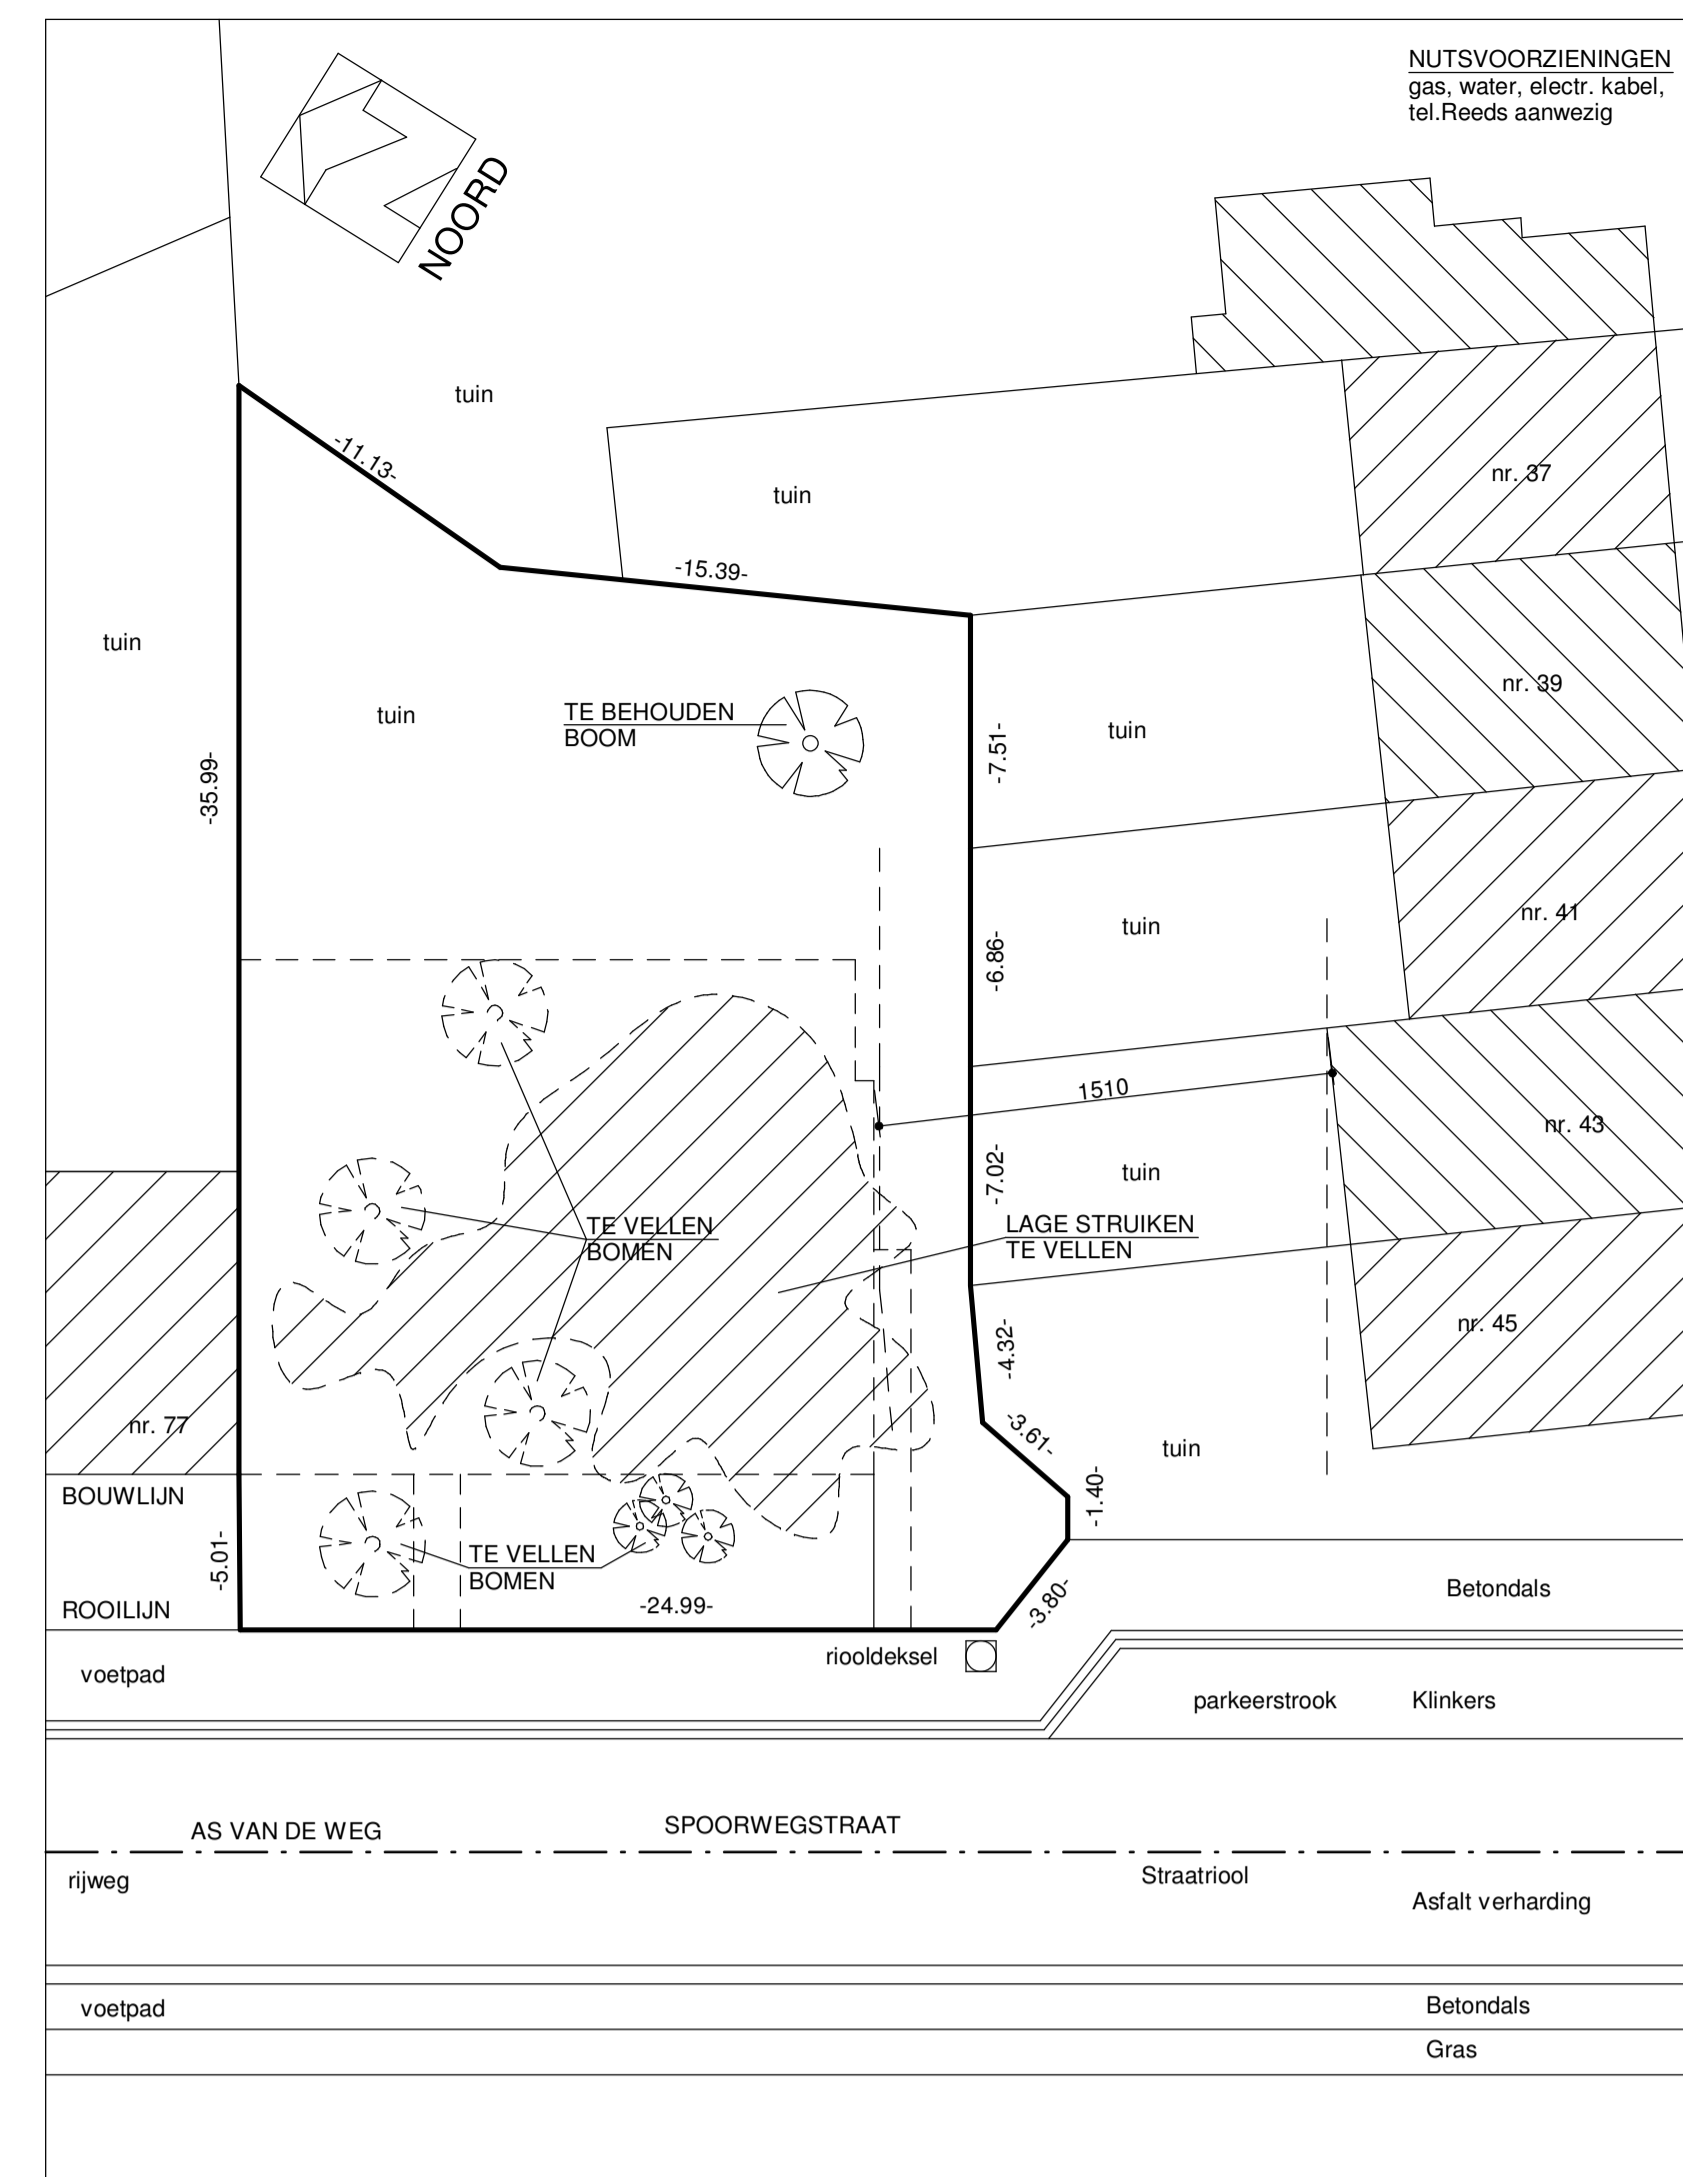 NUTSVOORZIENINGEN
gas, water, electr. kabel,
tel.Reeds aanwezig
NOORD
tuin
-11.13-
tuin
nr. 37
-15.39-
tuin
tuin
TE BEHOUDEN
BOOM
-35.99-
-7.51-
tuin
nr. 39
-6.86-
tuin
nr. 41
1510
-7.02-
tuin
nr. 43
TE VELLEN
BOMEN
LAGE STRUIKEN
TE VELLEN
-4.32-
nr. 45
nr. 77
-3.61-
tuin
BOUWLIJN
-1.40-
-5.01-
TE VELLEN
BOMEN
ROOILIJN
-24.99-
-3.80-
Betondals
riooldeksel
voetpad
parkeerstrook
Klinkers
AS VAN DE WEG
SPOORWEGSTRAAT
rijweg
Straatriool
Asfalt verharding
voetpad
Betondals
Gras